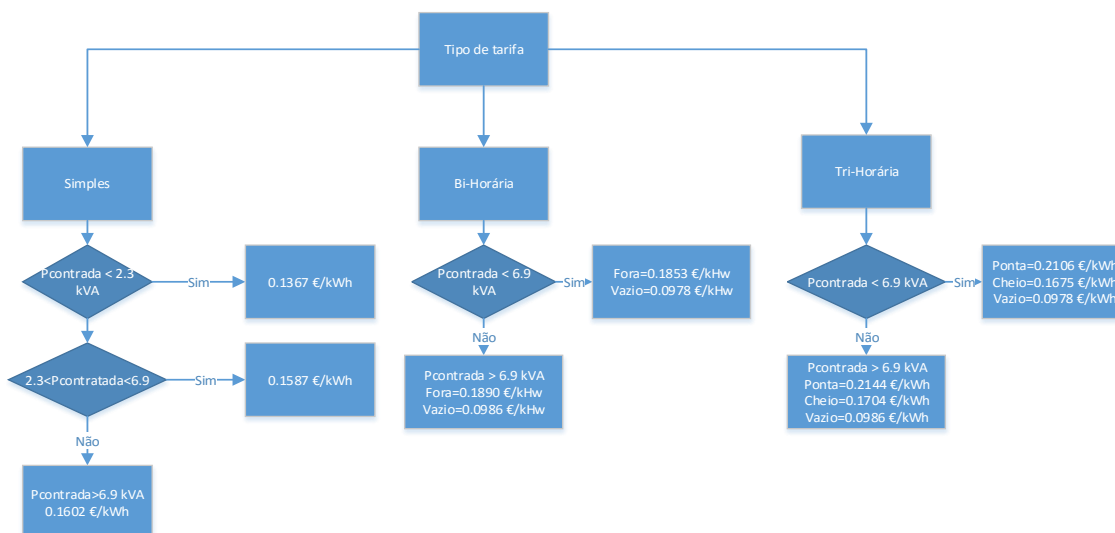 Tipo de tarifa
Simples
Bi-Horária
Tri-Horária
Pcontrada < 2.3
kVA
Sim
0.1367 €/kWh
Pcontrada < 6.9
kVA
Sim
Fora=0.1853 €/kHw
Vazio=0.0978 €/kHw
Pcontrada < 6.9 kVA
Sim
Ponta=0.2106 €/kWh
Cheio=0.1675 €/kWh
Vazio=0.0978 €/kWh
2.3<Pcontratada<6.9
Sim
0.1587 €/kWh
Não
Pcontrada > 6.9 kVA
Fora=0.1890 €/kHw
Vazio=0.0986 €/kHw
Não
Pcontrada > 6.9 kVA
Ponta=0.2144 €/kWh
Cheio=0.1704 €/kWh
Vazio=0.0986 €/kWh
Não
Pcontrada>6.9 kVA
0.1602 €/kWh